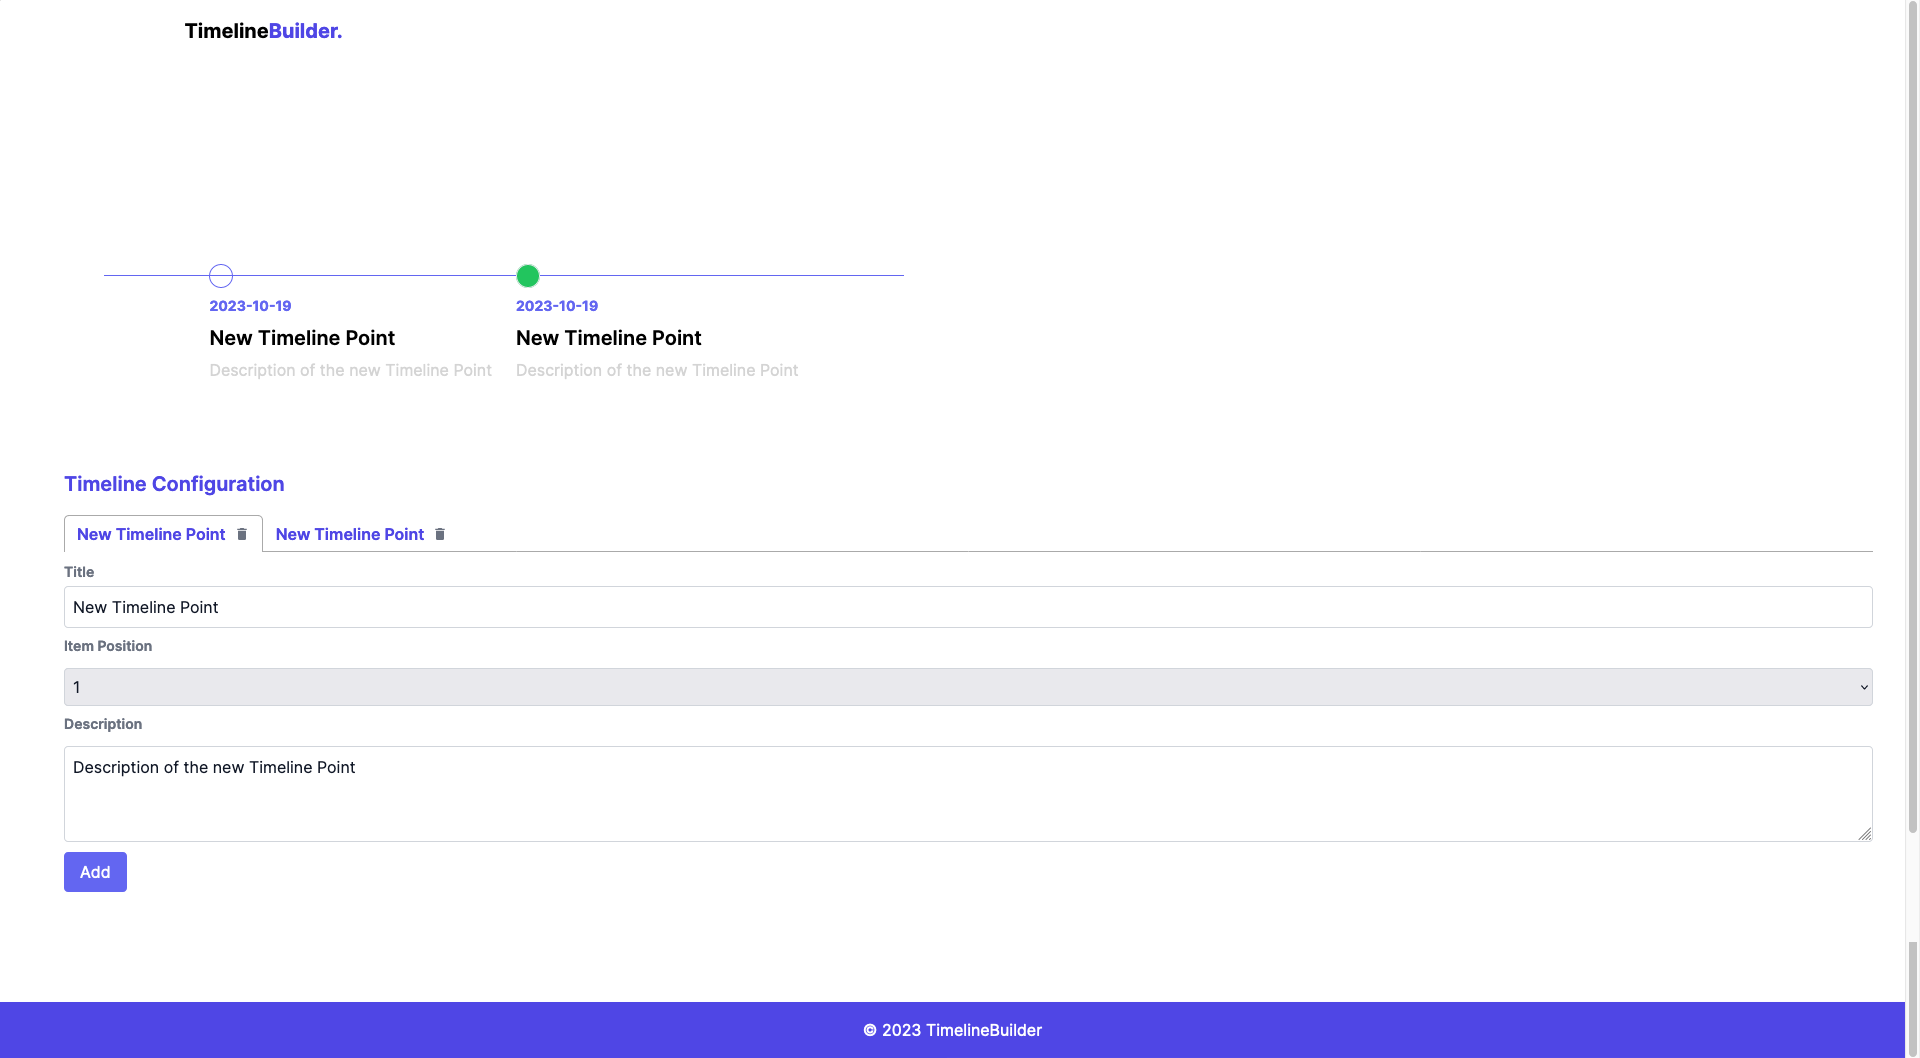 TimelineBuilder.
2023-10-19 2023-10-19
New Timeline Point New Timeline Point
Description of the new Timeline Point Description of the new Timeline Point
Timeline Configuration
New Timeline Point New Timeline Point
Title
New Timeline Point
Item Position
1
Description
Description of the new Timeline Point
Add
© 2023 TimelineBuilder